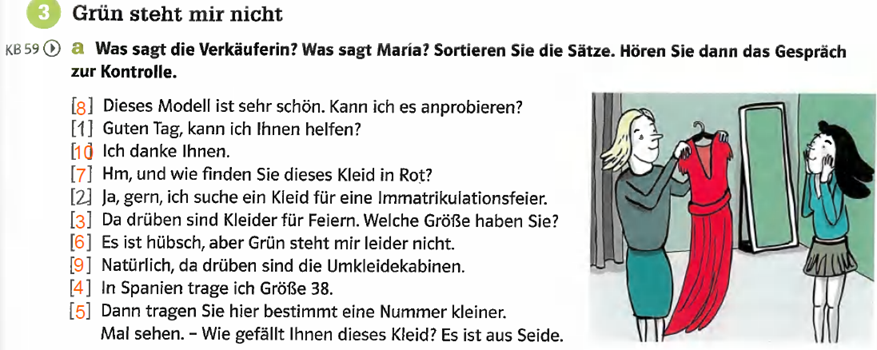 3 Grün steht mir nicht
KB 59 a Was sagt die Verkäuferin? Was sagt María? Sortieren Sie die Sätze. Hören Sie dann das Gespräch
zur Kontrolle.
[8] Dieses Modell ist sehr schön. Kann ich es anprobieren?
[1] Guten Tag, kann ich Ihnen helfen?
[10] Ich danke Ihnen.
[7] Hm, und wie finden Sie dieses Kleid in Rot?
[2] Ja, gern, ich suche ein Kleid für eine Immatrikulationsfeier.
[3] Da drüben sind Kleider für Feiern. Welche Größe haben Sie?
[6] Es ist hübsch, aber Grün steht mir leider nicht.
[9] Natürlich, da drüben sind die Umkleidekabinen.
[4] In Spanien trage ich Größe 38.
[5] Dann tragen Sie hier bestimmt eine Nummer kleiner.
Mal sehen. – Wie gefällt Ihnen dieses Kleid? Es ist aus Seide.